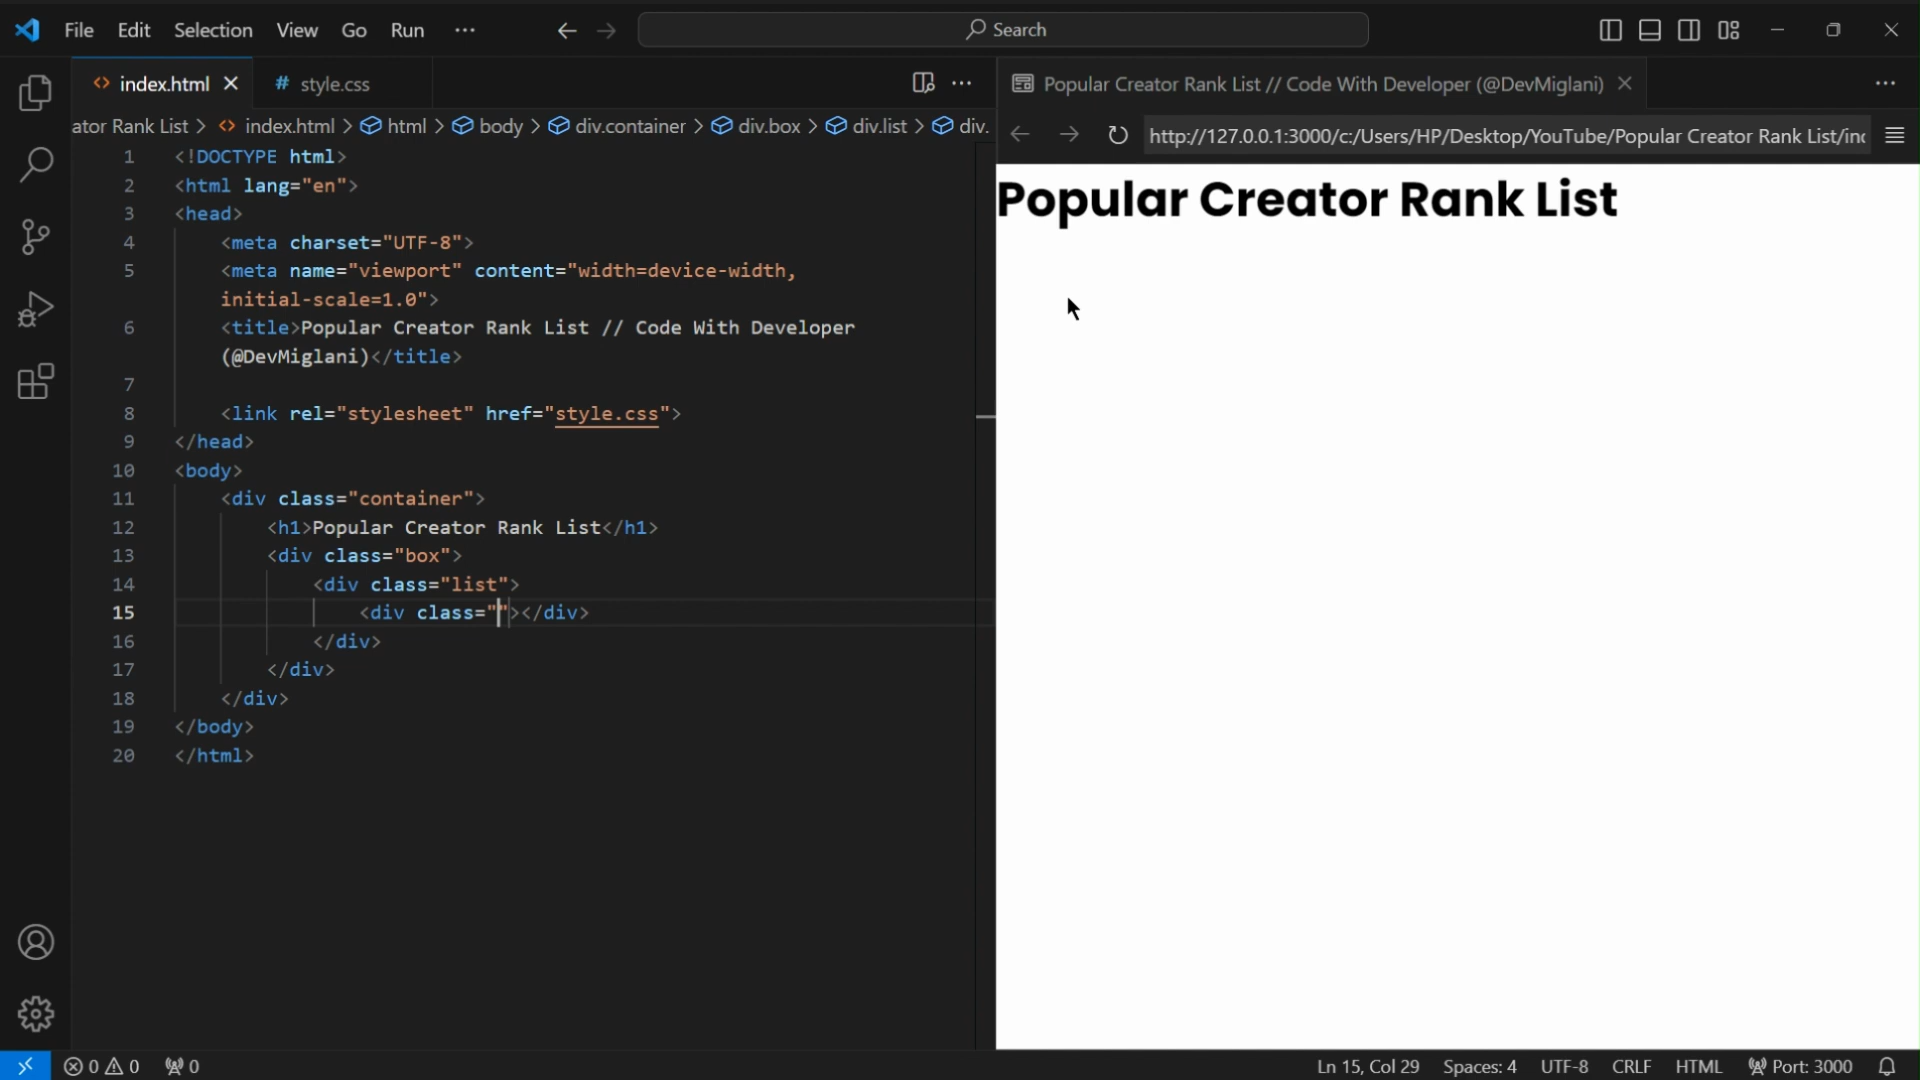 File Edit Selection View Go Run ··· Search
index.html style.css
ator Rank List > index.html > html > body > div.container > div.box > div.list > div.
1 <!DOCTYPE html>
2 <html lang="en">
3 <head>
4 <meta charset="UTF-8">
5 <meta name="viewport" content="width=device-width,
initial-scale=1.0">
6 <title>Popular Creator Rank List // Code With Developer
(@DevMiglani)</title>
7
8 <link rel="stylesheet" href="style.css">
9 </head>
10 <body>
11 <div class="container">
12 <h1>Popular Creator Rank List</h1>
13 <div class="box">
14 <div class="list">
15 <div class=""></div>
16 </div>
17 </div>
18 </div>
19 </body>
20 </html>
Popular Creator Rank List // Code With Developer (@DevMiglani)
http://127.0.0.1:3000/c:/Users/HP/Desktop/YouTube/Popular Creator Rank List/inc
Popular Creator Rank List
0 0 0 Ln 15, Col 29 Spaces: 4 UTF-8 CRLF HTML Port: 3000